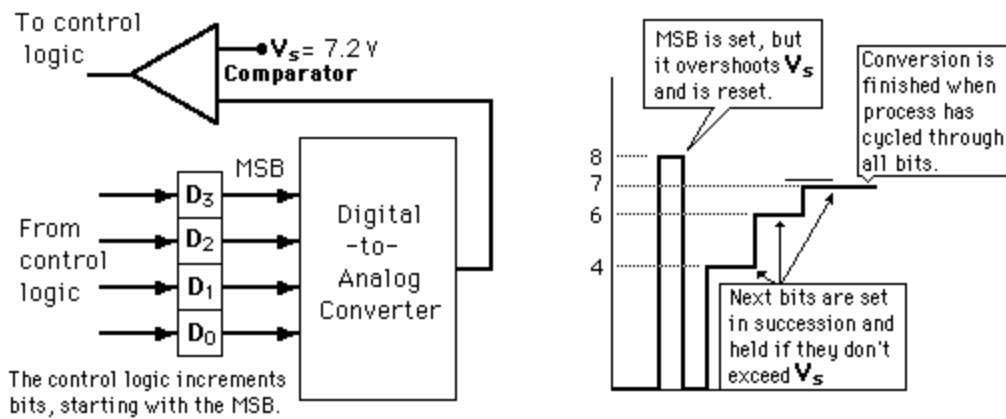 To control
logic
Vs= 7.2 V
Comparator
MSB
D3
D2
D1
D0
From
control
logic
Digital
-to-
Analog
Converter
The control logic increments
bits, starting with the MSB.
MSB is set, but
it overshoots Vs
and is reset.
Conversion is
finished when
process has
cycled through
all bits.
8
7
6
4
Next bits are set
in succession and
held if they don't
exceed Vs